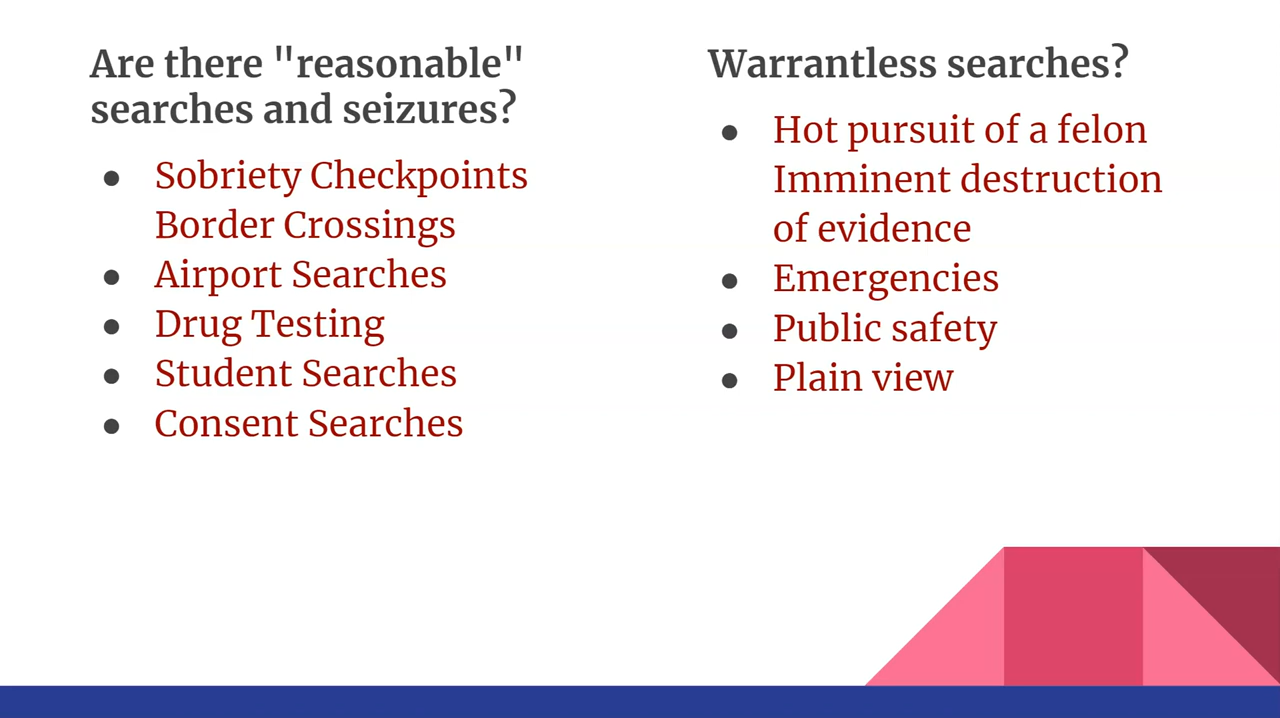 Are there "reasonable"
searches and seizures?
● Sobriety Checkpoints
Border Crossings
● Airport Searches
● Drug Testing
● Student Searches
● Consent Searches
Warrantless searches?
● Hot pursuit of a felon
Imminent destruction
of evidence
● Emergencies
● Public safety
● Plain view